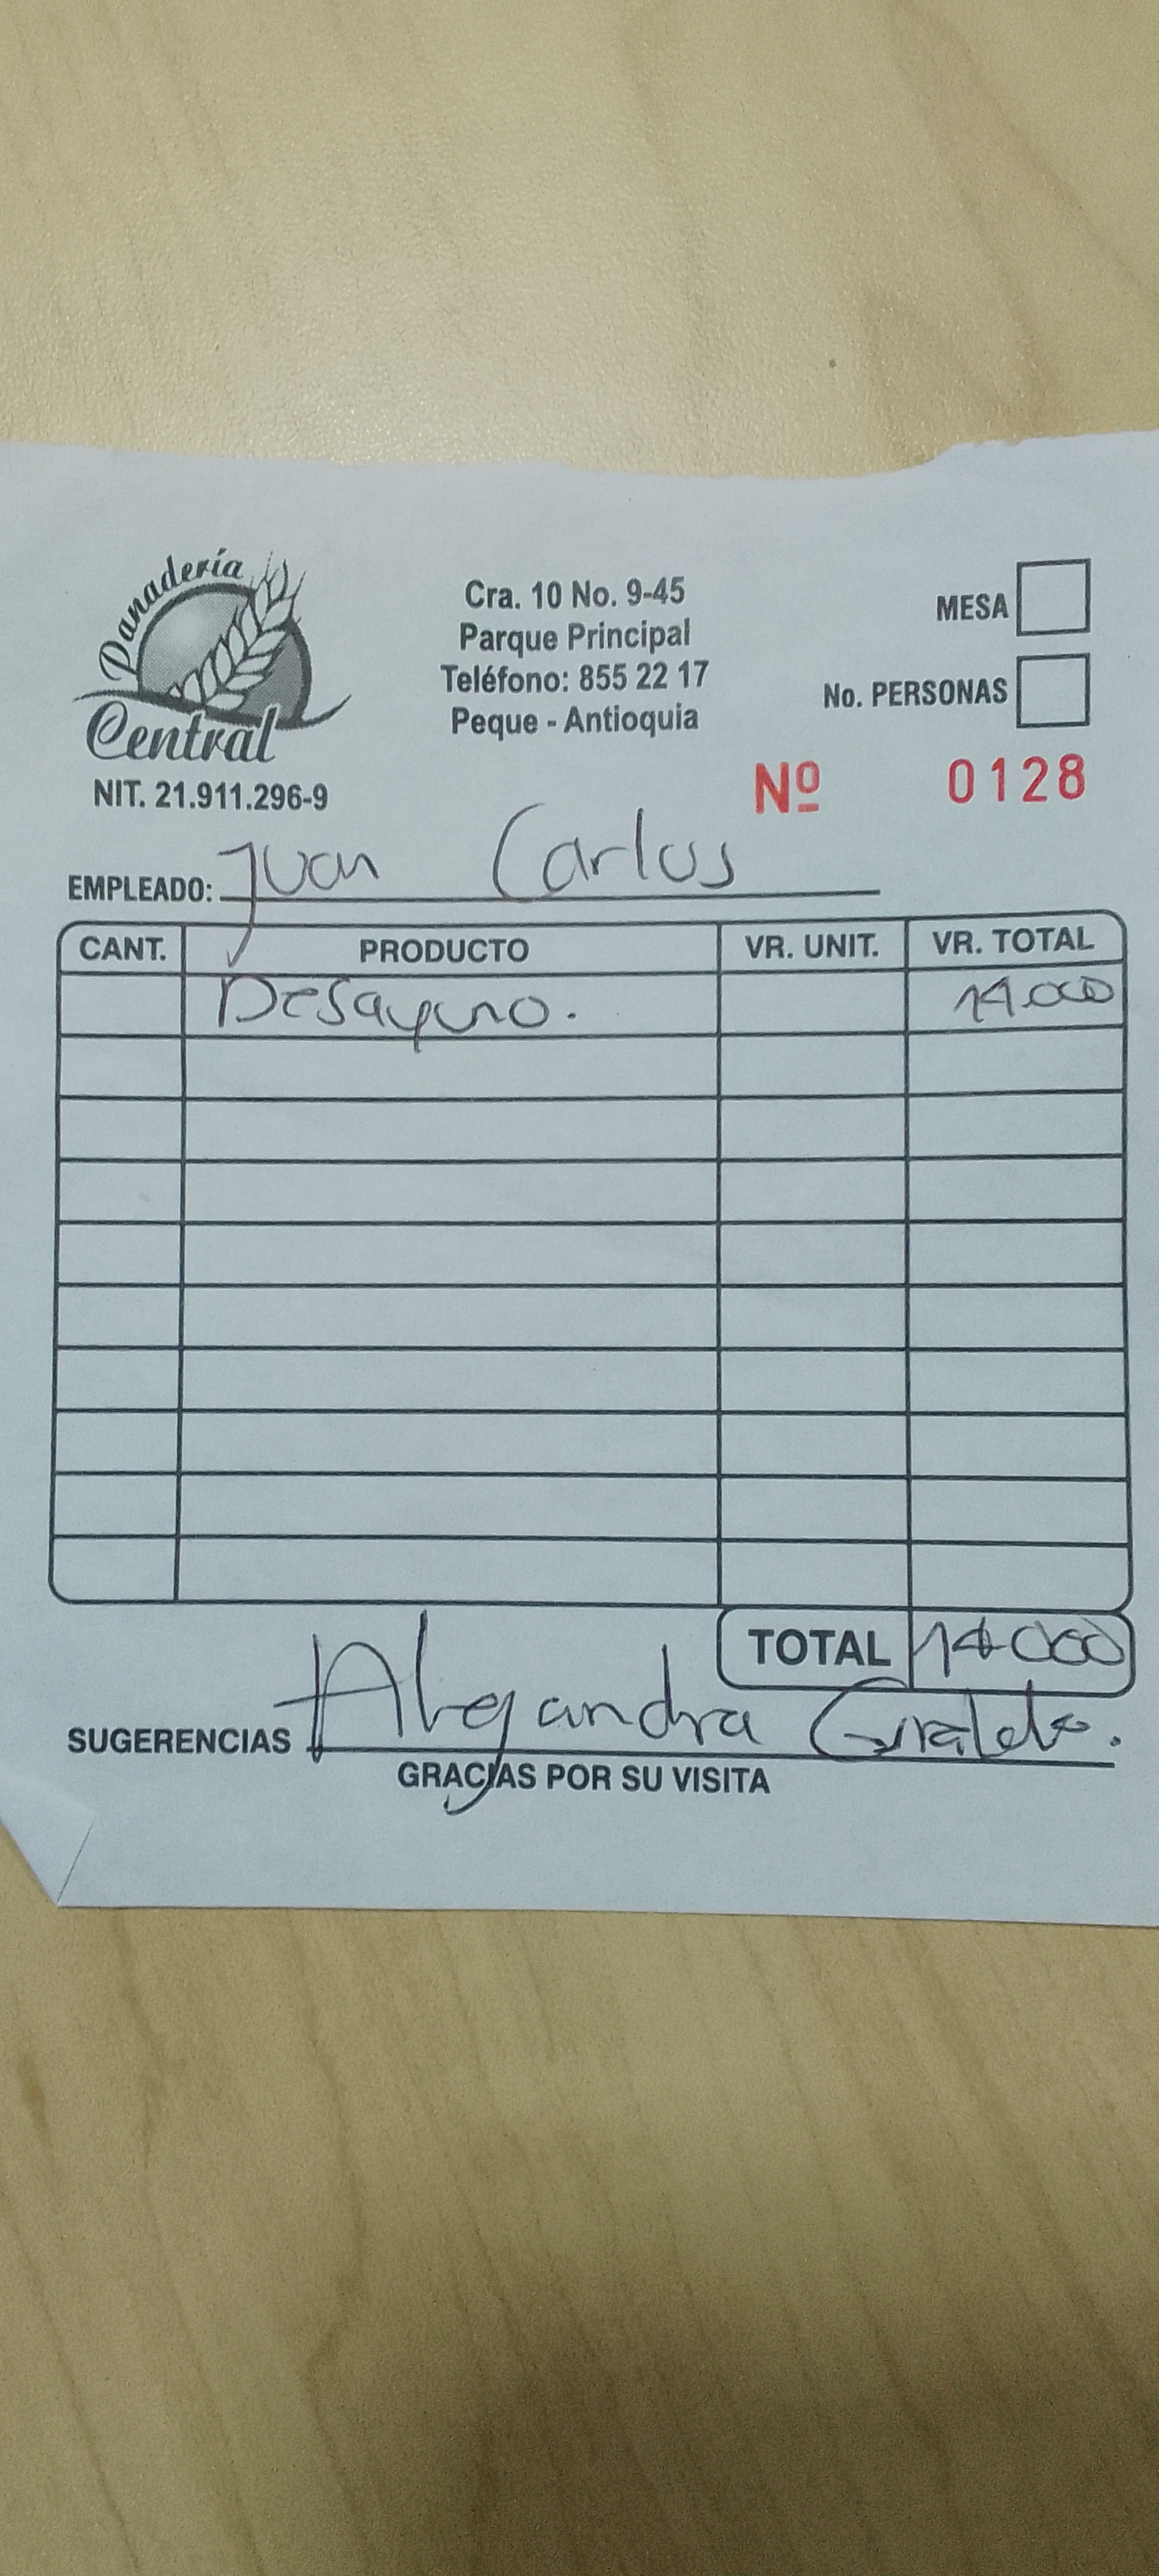 Panadería
Central
NIT. 21.911.296-9
Cra. 10 No. 9-45
Parque Principal
Teléfono: 855 22 17
Peque - Antioquia
MESA
No. PERSONAS
Nº 0128
EMPLEADO: Juan Carlos
CANT. PRODUCTO VR. UNIT. VR. TOTAL
Desayuno. 14.000
TOTAL 14000
SUGERENCIAS Alejandra Giraldo.
GRACIAS POR SU VISITA